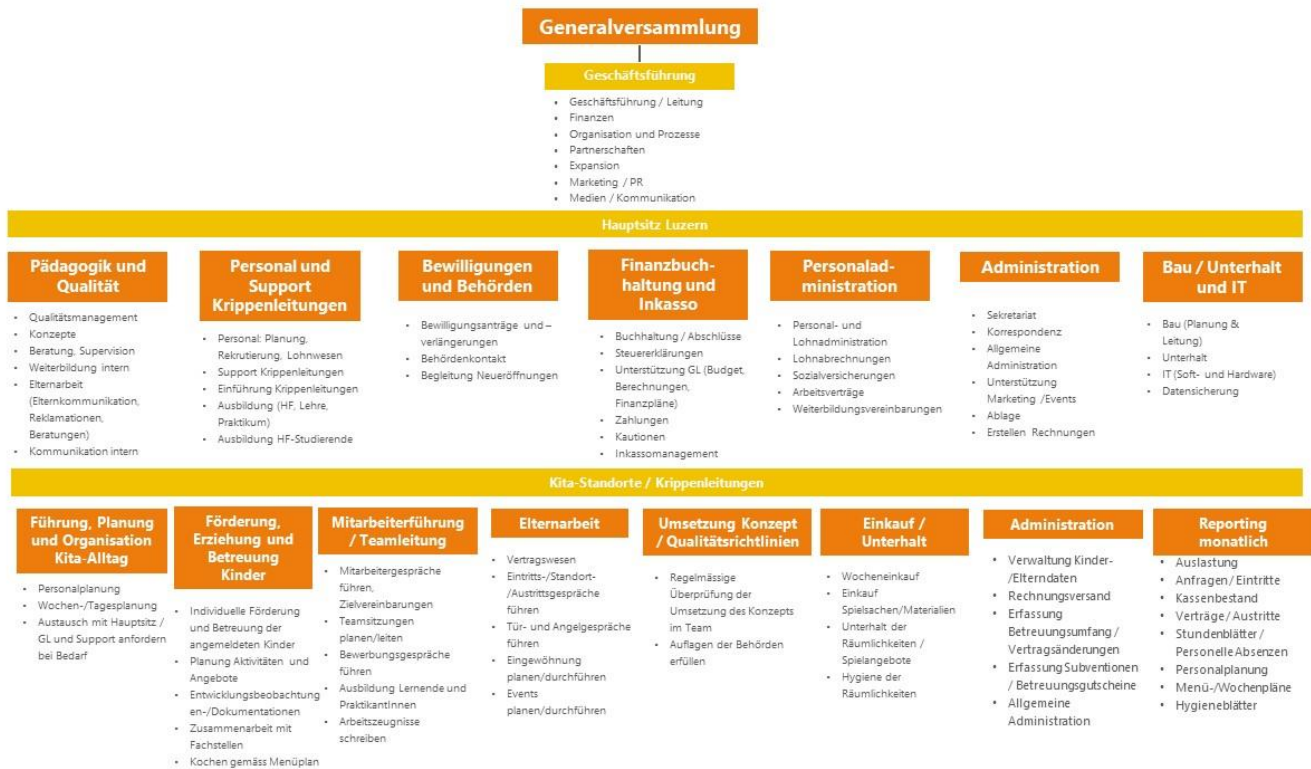 Generalversammlung
Geschäftsführung
• Geschäftsführung / Leitung
• Finanzen
• Organisation und Prozesse
• Partnerschaften
• Expansion
• Marketing / PR
• Medien / Kommunikation
Hauptsitz Luzern
Pädagogik und
Qualität
• Qualitätsmanagement
• Konzepte
• Beratung, Supervision
• Weiterbildung intern
• Elternarbeit
(Elternkommunikation,
Reklamationen,
Beratungen)
• Kommunikation intern
Personal und
Support
Krippenleitungen
• Personal: Planung,
Rekrutierung, Lohnwesen
• Support Krippenleitungen
• Einführung Krippenleitungen
• Ausbildung (HF, Lehre,
Praktikum)
• Ausbildung HF-Studierende
Bewilligungen
und Behörden
• Bewilligungsanträge und –
verlängerungen
• Behördenkontakt
• Begleitung Neueröffnungen
Finanzbuch-
haltung und
Inkasso
• Buchhaltung / Abschlüsse
• Steuererklärungen
• Unterstützung GL (Budget,
Berechnungen,
Finanzpläne)
• Zahlungen
• Kautionen
• Inkassomanagement
Personalad-
ministration
• Personal- und
Lohnadministration
• Lohnabrechnungen
• Sozialversicherungen
• Arbeitsverträge
• Weiterbildungsvereinbarungen
Administration
• Sekretariat
• Korrespondenz
• Allgemeine
Administration
• Unterstützung
Marketing /Events
• Ablage
• Erstellen Rechnungen
Bau / Unterhalt
und IT
• Bau (Planung &
Leitung)
• Unterhalt
• IT (Soft- und Hardware)
• Datensicherung
Kita-Standorte / Krippenleitungen
Führung, Planung
und Organisation
Kita-Alltag
• Personalplanung
• Wochen-/Tagesplanung
• Austausch mit Hauptsitz /
GL und Support anfordern
bei Bedarf
Förderung,
Erziehung und
Betreuung
Kinder
• Individuelle Förderung
und Betreuung der
angemeldeten Kinder
• Planung Aktivitäten und
Angebote
• Entwicklungsbeobachtung
en-/Dokumentationen
• Zusammenarbeit mit
Fachstellen
• Kochen gemäss Menüplan
Mitarbeiterführung
/ Teamleitung
• Mitarbeitergespräche
führen,
Zielvereinbarungen
• Teamsitzungen
planen/leiten
• Bewerbungsgespräche
führen
• Ausbildung Lernende und
PraktikantInnen
• Arbeitszeugnisse
schreiben
Elternarbeit
• Vertragswesen
• Eintritts-/Standort-
/Austrittsgespräche
führen
• Tür- und Angelgespräche
führen
• Eingewöhnung
planen/durchführen
• Events
planen/durchführen
Umsetzung Konzept
/ Qualitätsrichtlinien
• Regelmässige
Überprüfung der
Umsetzung des Konzepts
im Team
• Auflagen der Behörden
erfüllen
Einkauf /
Unterhalt
• Wocheneinkauf
• Einkauf
Spielsachen/Materialien
• Unterhalt der
Räumlichkeiten /
Spielangebote
• Hygiene der
Räumlichkeiten
Administration
• Verwaltung Kinder-
/Elterndaten
• Rechnungsversand
• Erfassung
Betreuungsumfang /
Vertragsänderungen
• Erfassung Subventionen
/ Betreuungsgutscheine
• Allgemeine
Administration
Reporting
monatlich
• Auslastung
• Anfragen / Eintritte
• Kassenbestand
• Verträge / Austritte
• Stundenblätter /
Personelle Absenzen
• Personalplanung
• Menü-/Wochenpläne
• Hygieneblätter